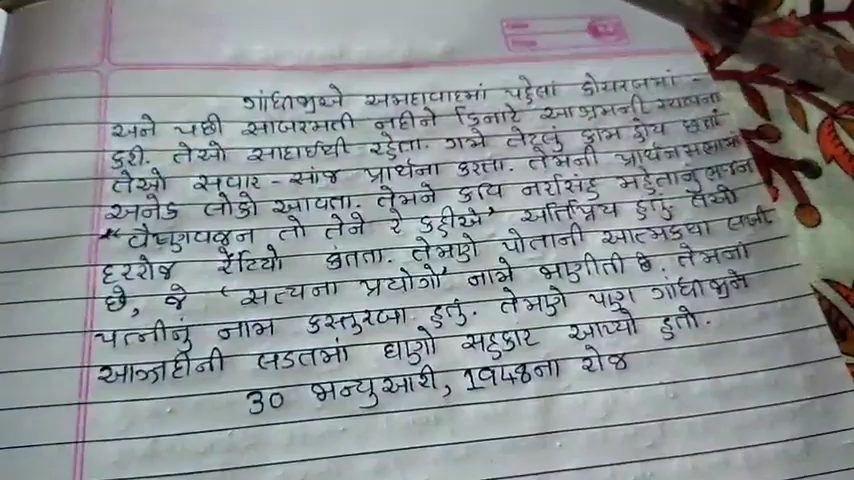 ગાંધીજીએ અમદાવાદમાં પહેલાં કોચરબમાં -
અને પછી સાબરમતી નદીને કિનારે આશ્રમની સ્થાપના
કરી. તેઓ સાદાઈથી રહેતા. ગમે તેટલું કામ હોય છતાં
તેઓ સવાર - સાંજ પ્રાર્થના કરતા. તેમની પ્રાર્થનાસભામાં
અનેક લોકો આવતા. તેમને કવિ નરસિંહ મહેતાનું ભજન
"વૈષ્ણવજન તો તેને રે કહીએ' અતિપ્રિય હતું. તેઓ
દરરોજ રેંટિયો કાંતતા. તેમણે પોતાની આત્મકથા લખી
છે, જે 'સત્યના પ્રયોગો' નામે જાણીતી છે. તેમનાં
પત્નીનું નામ કસ્તુરબા હતું. તેમણે પણ ગાંધીજીને
આઝાદીની લડતમાં ઘણો સહકાર આપ્યો હતો.
30 જાન્યુઆરી, 1948ના રોજ